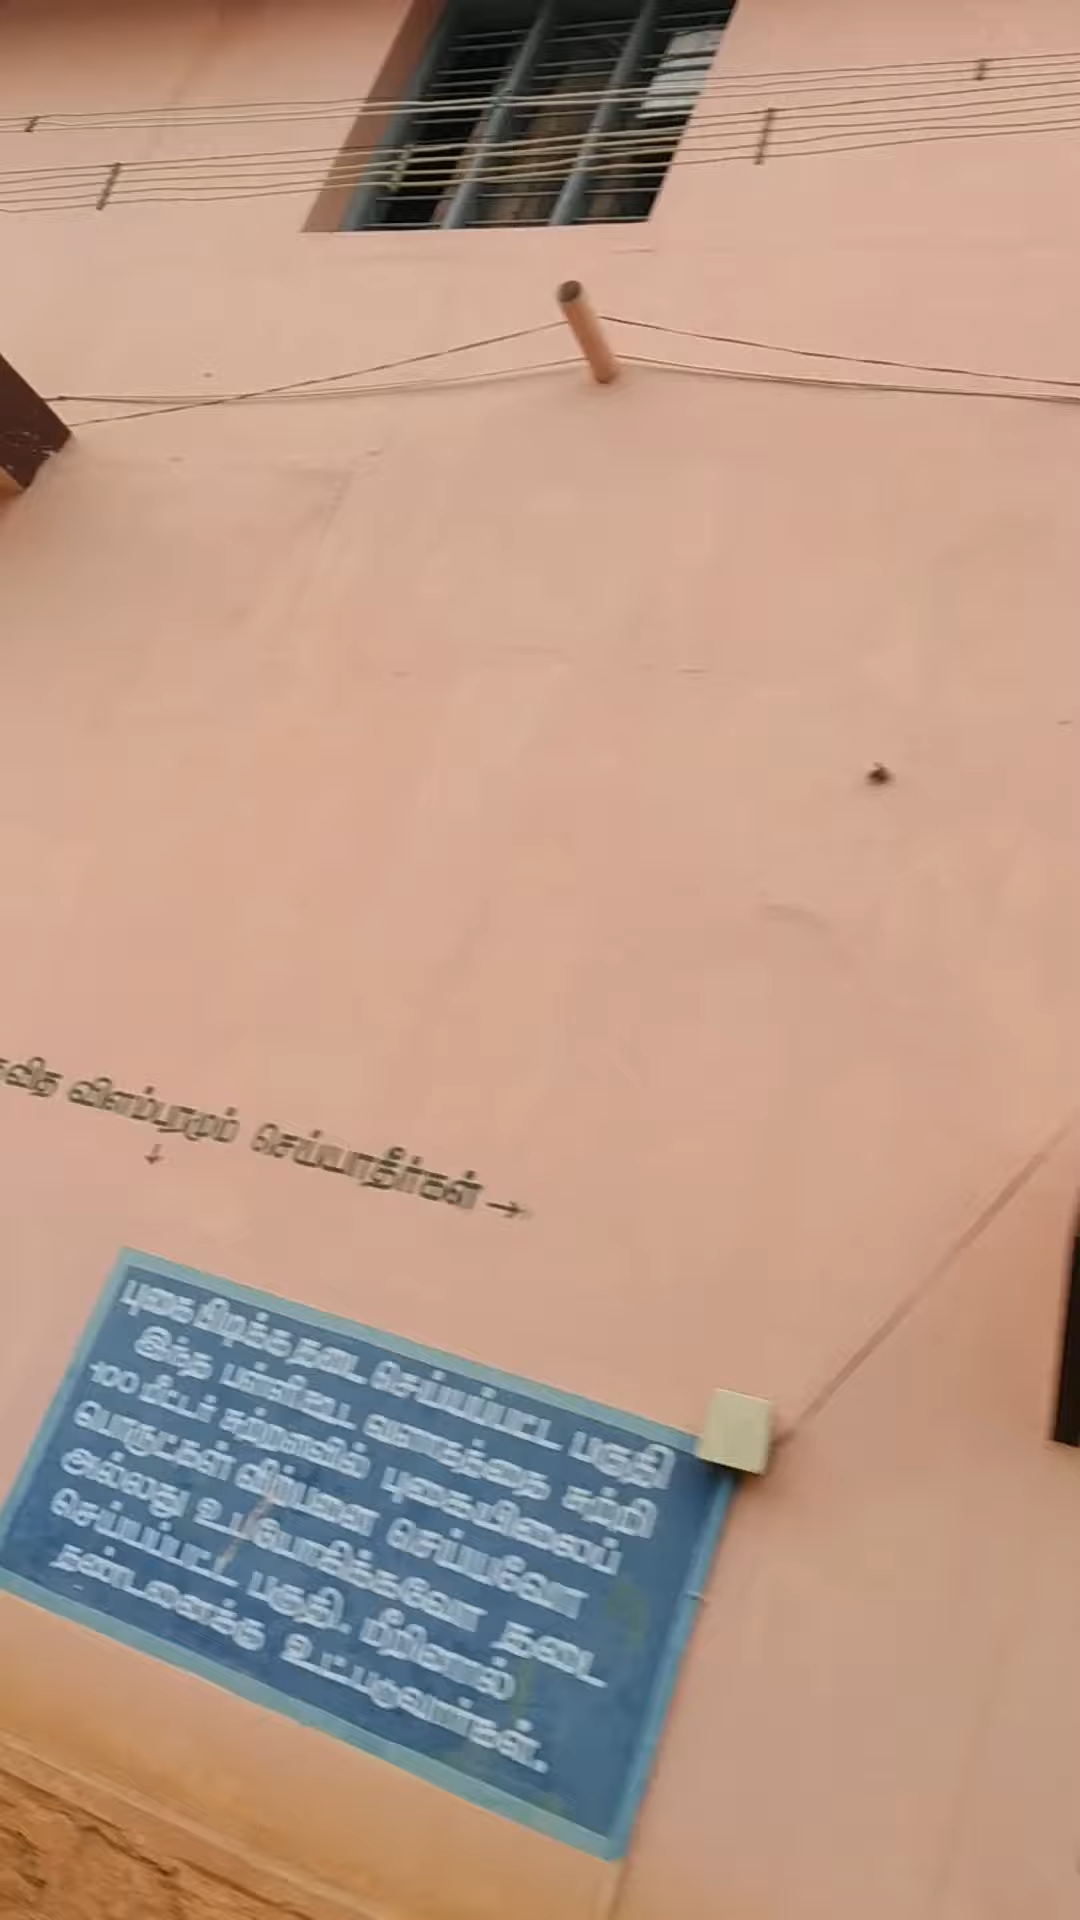 விளம்பரமும் செய்யாதீர்கள் →
↓
புகை பிடிக்க தடை செய்யப்பட்ட பகுதி
இந்த பள்ளிகூட வளாகத்தை சுற்றி
100 மீட்டர் சுற்றளவில் புகையிலைப்
பொருட்கள் விற்பனை செய்யவோ
அல்லது உபயோகிக்கவோ தடை
செய்யப்பட்ட பகுதி. மீறினால்
தண்டனைக்கு உட்படுவார்கள்.